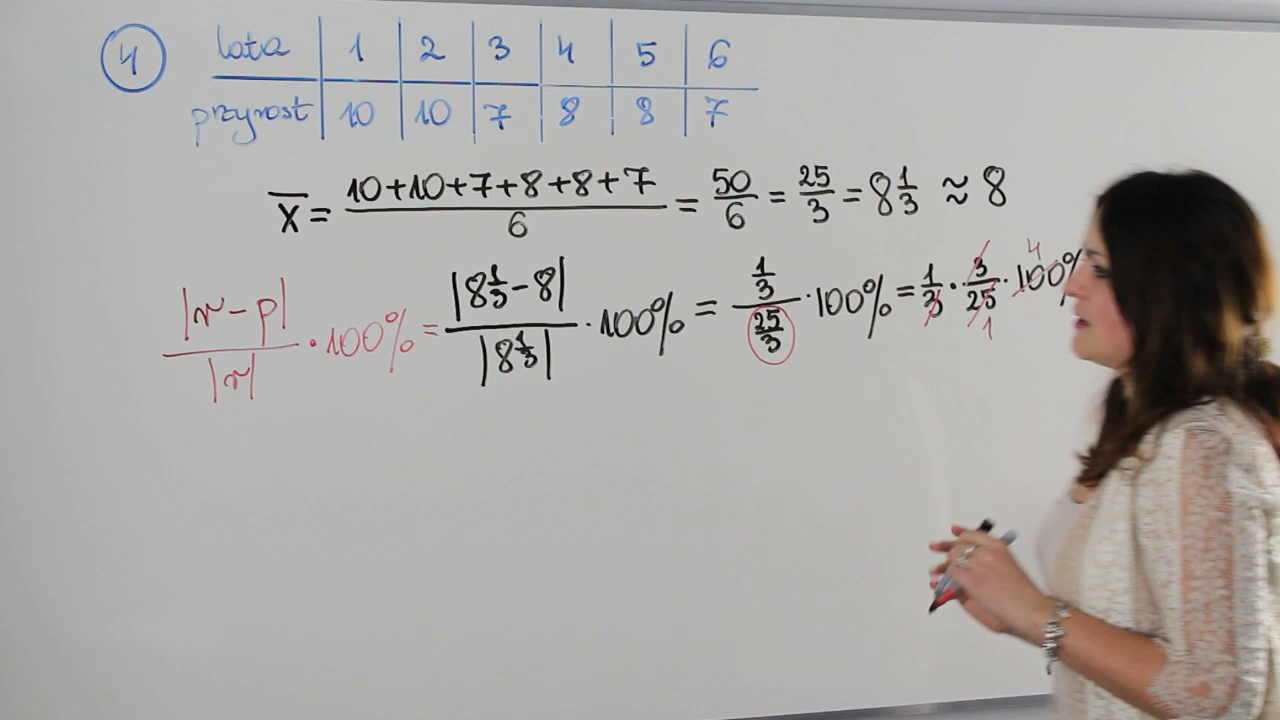 4
lata 1 2 3 4 5 6
przyrost 10 10 7 8 8 7
x̄ = (10+10+7+8+8+7)/6 = 50/6 = 25/3 = 8 1/3 ≈ 8
|r-p|/|r| · 100% = |8 1/3 - 8|/|8 1/3| · 100% = (1/3)/(25/3) · 100% = 1/3 · 3/25 · 100%
4
1